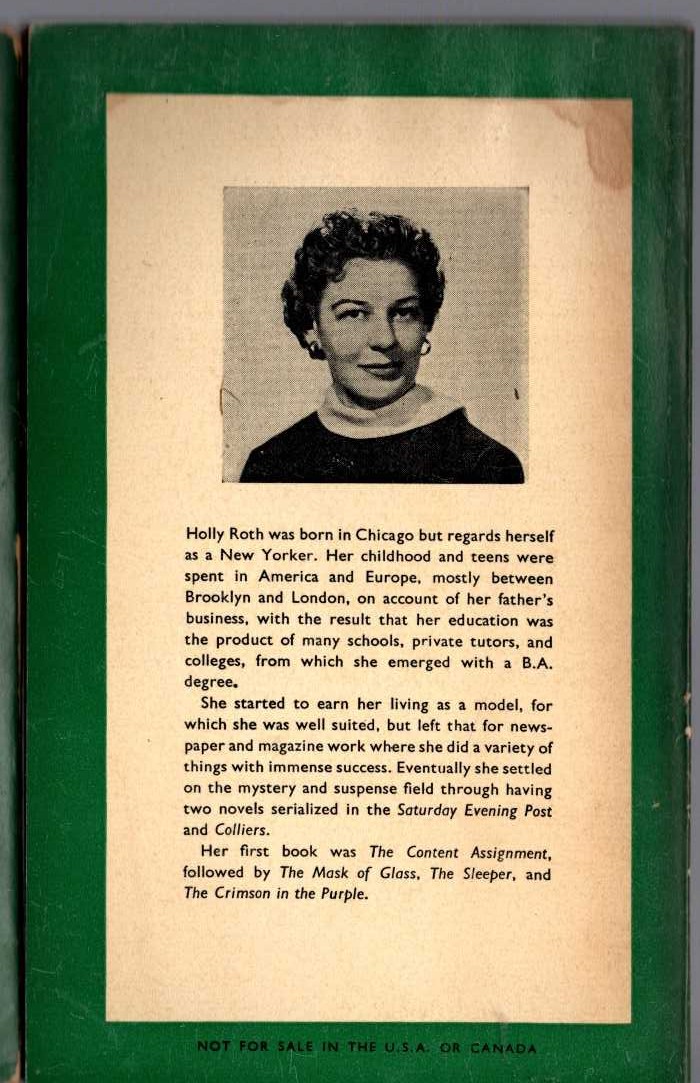 Holly Roth was born in Chicago but regards herself
as a New Yorker. Her childhood and teens were
spent in America and Europe, mostly between
Brooklyn and London, on account of her father's
business, with the result that her education was
the product of many schools, private tutors, and
colleges, from which she emerged with a B.A.
degree.
She started to earn her living as a model, for
which she was well suited, but left that for news-
paper and magazine work where she did a variety of
things with immense success. Eventually she settled
on the mystery and suspense field through having
two novels serialized in the Saturday Evening Post
and Colliers.
Her first book was The Content Assignment,
followed by The Mask of Glass, The Sleeper, and
The Crimson in the Purple.
NOT FOR SALE IN THE U.S.A. OR CANADA